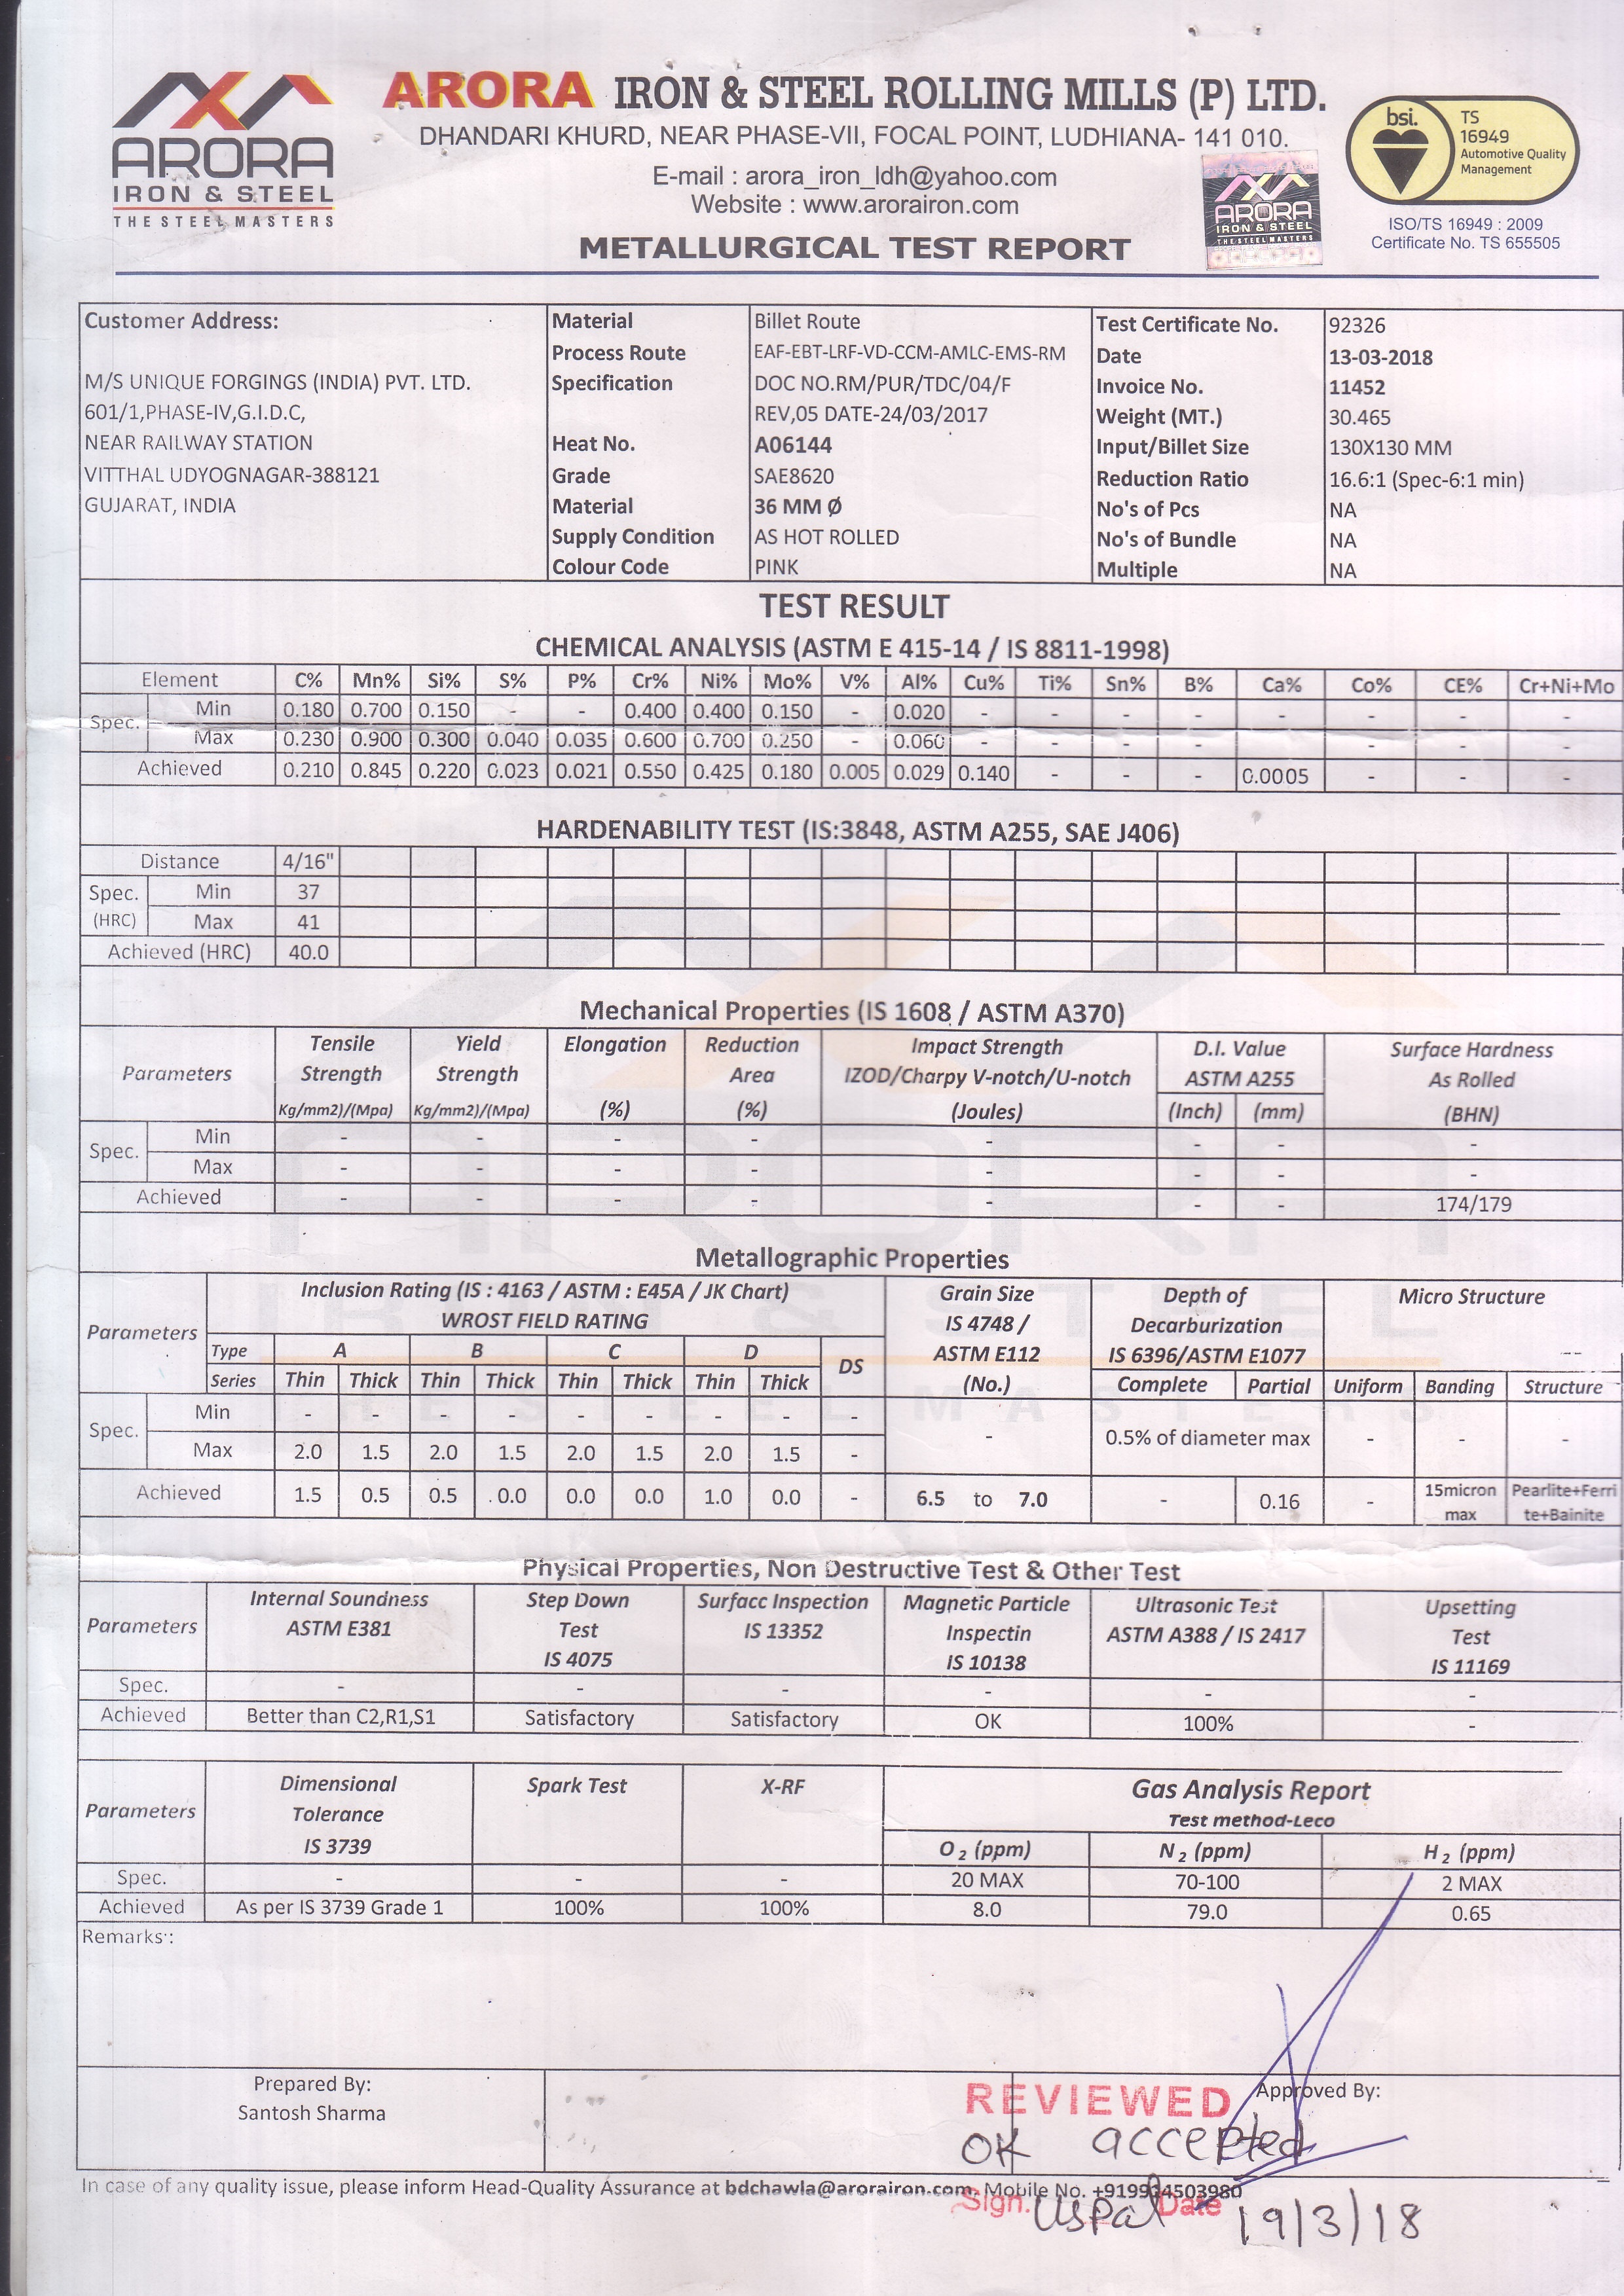 ARORA IRON & STEEL ROLLING MILLS (P) LTD.
ARORA
IRON & STEEL
THE STEEL MASTERS
DHANDARI KHURD, NEAR PHASE-VII, FOCAL POINT, LUDHIANA- 141 010.
E-mail : arora_iron_ldh@yahoo.com
Website : www.arorairon.com
METALLURGICAL TEST REPORT
ARORA
IRON & STEEL
THE STEEL MASTERS
bsi.
TS
16949
Automotive Quality
Management
ISO/TS 16949 : 2009
Certificate No. TS 655505
Customer Address:
M/S UNIQUE FORGINGS (INDIA) PVT. LTD.
601/1,PHASE-IV,G.I.D.C,
NEAR RAILWAY STATION
VITTHAL UDYOGNAGAR-388121
GUJARAT, INDIA
Material Billet Route
Process Route EAF-EBT-LRF-VD-CCM-AMLC-EMS-RM
Specification DOC NO.RM/PUR/TDC/04/F
REV,05 DATE-24/03/2017
Heat No. A06144
Grade SAE8620
Material 36 MM Ø
Supply Condition AS HOT ROLLED
Colour Code PINK
Test Certificate No. 92326
Date 13-03-2018
Invoice No. 11452
Weight (MT.) 30.465
Input/Billet Size 130X130 MM
Reduction Ratio 16.6:1 (Spec-6:1 min)
No's of Pcs NA
No's of Bundle NA
Multiple NA
TEST RESULT
CHEMICAL ANALYSIS (ASTM E 415-14 / IS 8811-1998)
Element C% Mn% Si% S% P% Cr% Ni% Mo% V% Al% Cu% Ti% Sn% B% Ca% Co% CE% Cr+Ni+Mo
Spec. Min 0.180 0.700 0.150 - - 0.400 0.400 0.150 - 0.020 - - - - - - - -
Max 0.230 0.900 0.300 0.040 0.035 0.600 0.700 0.250 - 0.060 - - - - - - - -
Achieved 0.210 0.845 0.220 0.023 0.021 0.550 0.425 0.180 0.005 0.029 0.140 - - - 0.0005 - - -
HARDENABILITY TEST (IS:3848, ASTM A255, SAE J406)
Distance 4/16"
Spec. Min 37
(HRC) Max 41
Achieved (HRC) 40.0
Mechanical Properties (IS 1608 / ASTM A370)
Parameters
Tensile Strength Kg/mm2)/(Mpa)
Yield Strength Kg/mm2)/(Mpa)
Elongation (%)
Reduction Area (%)
Impact Strength IZOD/Charpy V-notch/U-notch (Joules)
D.I. Value ASTM A255 (Inch) (mm)
Surface Hardness As Rolled (BHN)
Spec. Min - - - - - - - -
Max - - - - - - - -
Achieved - - - - - - - 174/179
Metallographic Properties
Parameters
Inclusion Rating (IS : 4163 / ASTM : E45A / JK Chart)
WROST FIELD RATING
Type A B C D DS
Series Thin Thick Thin Thick Thin Thick Thin Thick
Grain Size IS 4748 / ASTM E112 (No.)
Depth of Decarburization IS 6396/ASTM E1077
Complete Partial
Micro Structure
Uniform Banding Structure
Spec. Min - - - - - - - - -
Max 2.0 1.5 2.0 1.5 2.0 1.5 2.0 1.5 - - 0.5% of diameter max - - -
Achieved 1.5 0.5 0.5 0.0 0.0 0.0 1.0 0.0 - 6.5 to 7.0 - 0.16 - 15micron max Pearlite+Ferrite+Bainite
Physical Properties, Non Destructive Test & Other Test
Parameters
Internal Soundness ASTM E381
Step Down Test IS 4075
Surface Inspection IS 13352
Magnetic Particle Inspectin IS 10138
Ultrasonic Test ASTM A388 / IS 2417
Upsetting Test IS 11169
Spec. - - - - - -
Achieved Better than C2,R1,S1 Satisfactory Satisfactory OK 100% -
Parameters
Dimensional Tolerance IS 3739
Spark Test
X-RF
Gas Analysis Report
Test method-Leco
O2 (ppm) N2 (ppm) H2 (ppm)
Spec. - - - 20 MAX 70-100 2 MAX
Achieved As per IS 3739 Grade 1 100% 100% 8.0 79.0 0.65
Remarks :
Prepared By:
Santosh Sharma
REVIEWED
Approved By:
OK accepted
In case of any quality issue, please inform Head-Quality Assurance at bdchawla@arorairon.com, Mobile No.
Sign. USPal Date 19/3/18